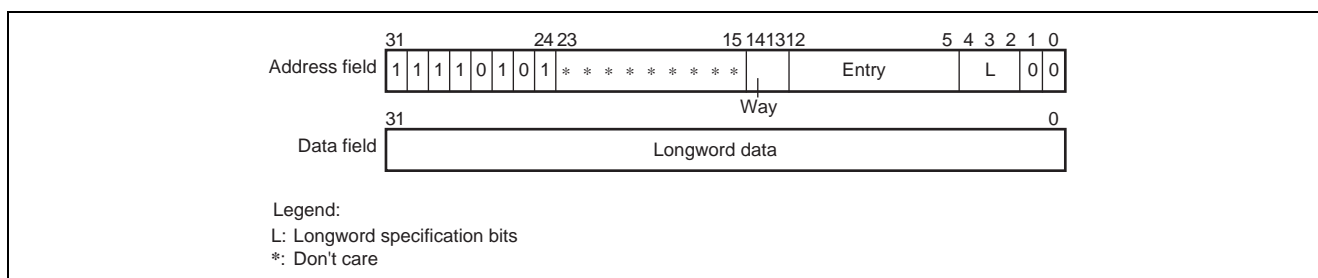 31 24 23 15 14 13 12 5 4 3 2 1 0
Address field 1 1 1 1 0 1 0 1 * * * * * * * * * Entry L 0 0
Way
31 0
Data field Longword data
Legend:
L: Longword specification bits
*: Don't care